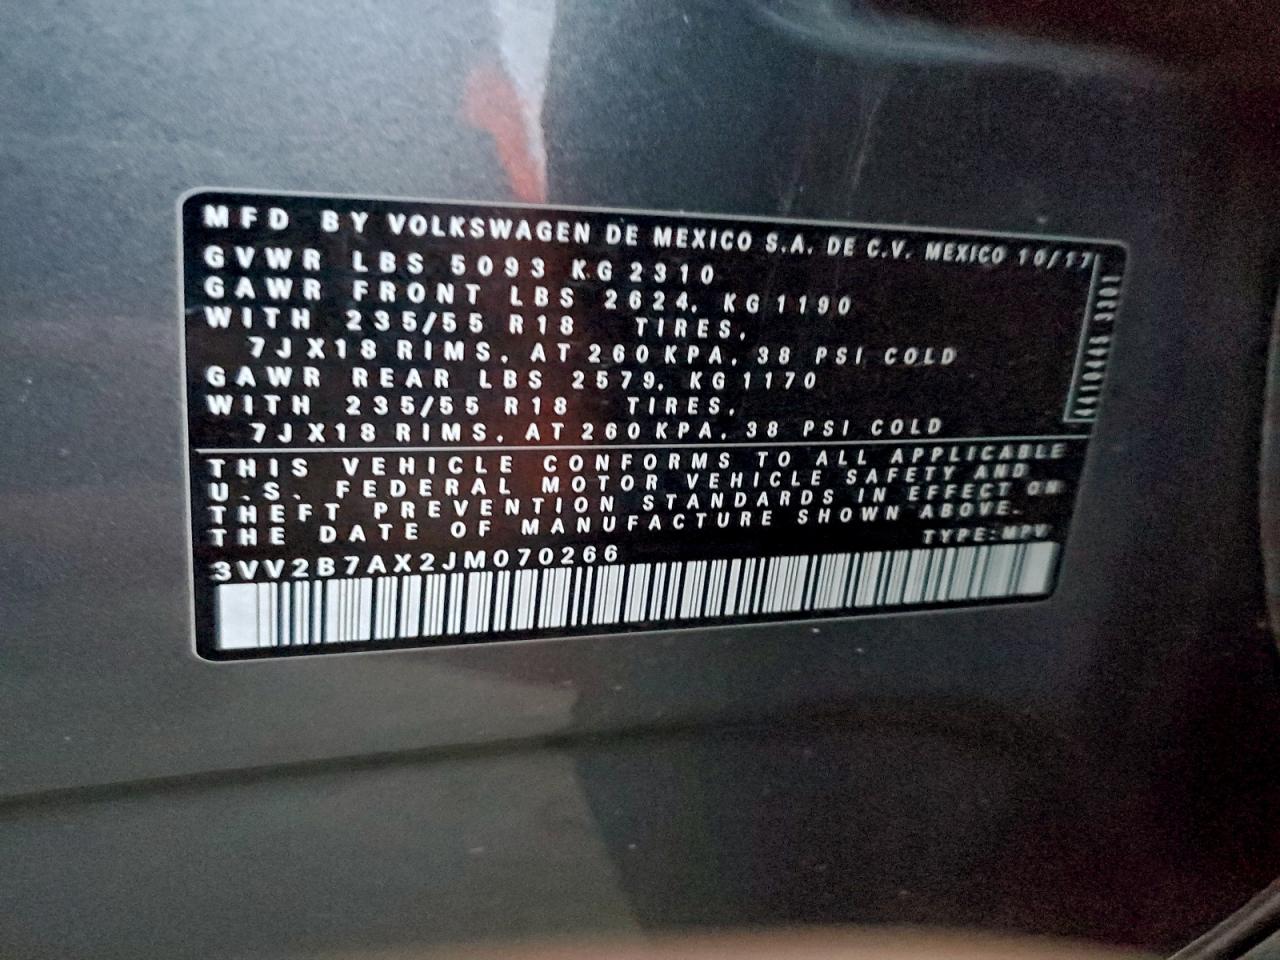 MFD BY VOLKSWAGEN DE MEXICO S.A. DE C.V. MEXICO 10/17
GVWR LBS 5093 KG 2310
GAWR FRONT LBS 2624, KG 1190
WITH 235/55 R18 TIRES,
7JX18 RIMS, AT 260 KPA, 38 PSI COLD
GAWR REAR LBS 2579, KG 1170
WITH 235/55 R18 TIRES,
7JX18 RIMS, AT 260 KPA, 38 PSI COLD
THIS VEHICLE CONFORMS TO ALL APPLICABLE
U.S. FEDERAL MOTOR VEHICLE SAFETY AND
THEFT PREVENTION STANDARDS IN EFFECT ON
THE DATE OF MANUFACTURE SHOWN ABOVE.
TYPE: MPV
3VV2B7AX2JM070266